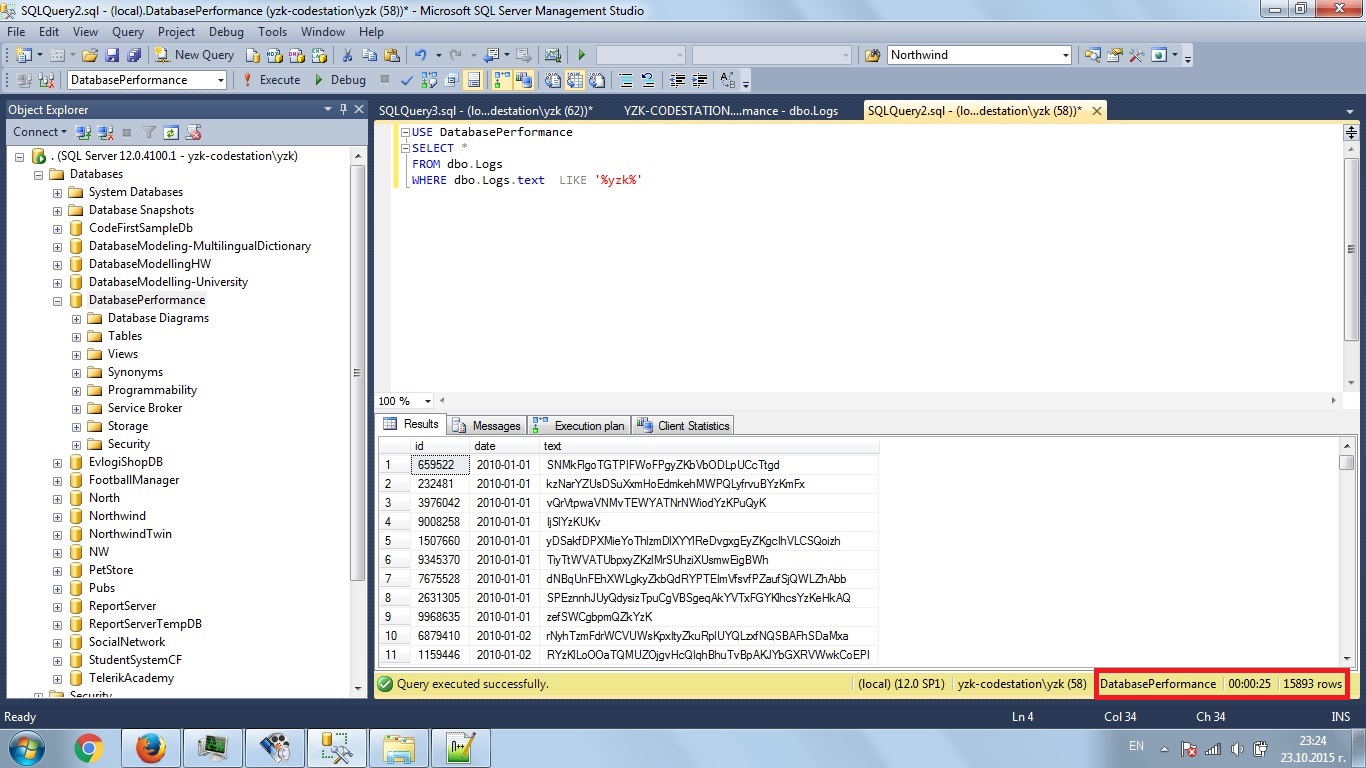 SQLQuery2.sql - (local).DatabasePerformance (yzk-codestation\yzk (58))* - Microsoft SQL Server Management Studio
File Edit View Query Project Debug Tools Window Help
New Query Northwind
DatabasePerformance Execute Debug
Object Explorer
Connect
. (SQL Server 12.0.4100.1 - yzk-codestation\yzk)
Databases
System Databases
Database Snapshots
CodeFirstSampleDb
DatabaseModeling-MultilingualDictionary
DatabaseModellingHW
DatabaseModelling-University
DatabasePerformance
Database Diagrams
Tables
Views
Synonyms
Programmability
Service Broker
Storage
Security
EvlogiShopDB
FootballManager
North
Northwind
NorthwindTwin
NW
PetStore
Pubs
ReportServer
ReportServerTempDB
SocialNetwork
StudentSystemCF
TelerikAcademy
Security
SQLQuery3.sql - (lo...destation\yzk (62))* YZK-CODESTATION....mance - dbo.Logs SQLQuery2.sql - (lo...destation\yzk (58))*
USE DatabasePerformance
SELECT *
FROM dbo.Logs
WHERE dbo.Logs.text LIKE '%yzk%'
100 %
Results Messages Execution plan Client Statistics
id date text
1 659522 2010-01-01
2 232481 2010-01-01
3 3976042 2010-01-01
4 9008258 2010-01-01
5 1507660 2010-01-01
6 9345370 2010-01-01
7 7675528 2010-01-01
8 2631305 2010-01-01
9 9968635 2010-01-01 zefSWCgbpmQZkYzK
10 6879410 2010-01-02
11 1159446 2010-01-02
Query executed successfully. (local) (12.0 SP1) yzk-codestation\yzk (58) DatabasePerformance 00:00:25 15893 rows
Ready Ln 4 Col 34 Ch 34 INS
EN 23:24
23.10.2015 г.